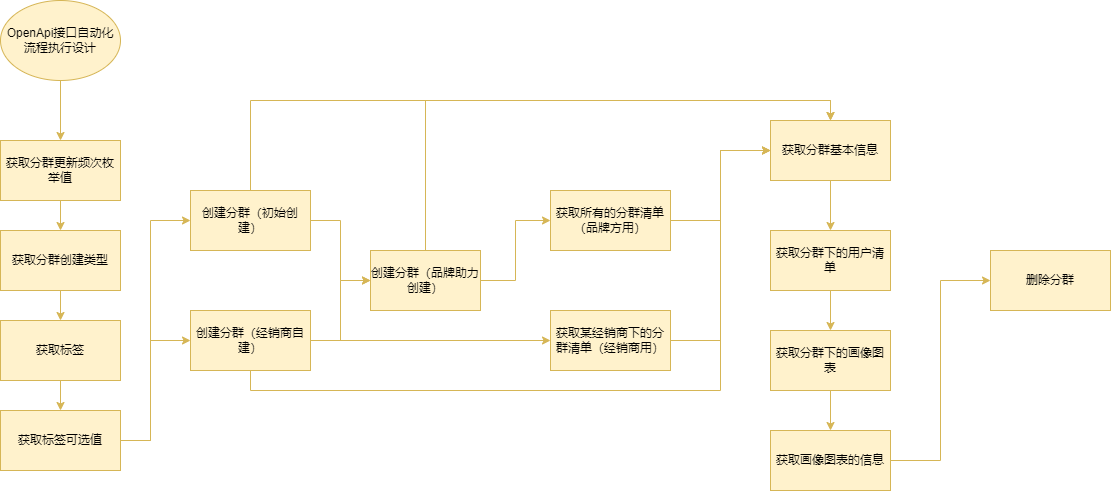 OpenApi接口自动化
流程执行设计
获取分群更新频次枚
举值
获取分群创建类型
获取标签
获取标签可选值
创建分群（初始创
建）
创建分群（经销商自
建）
创建分群（品牌助力
创建）
获取所有的分群清单
（品牌方用）
获取某经销商下的分
群清单（经销商用）
获取分群基本信息
获取分群下的用户清
单
获取分群下的画像图
表
获取画像图表的信息
删除分群